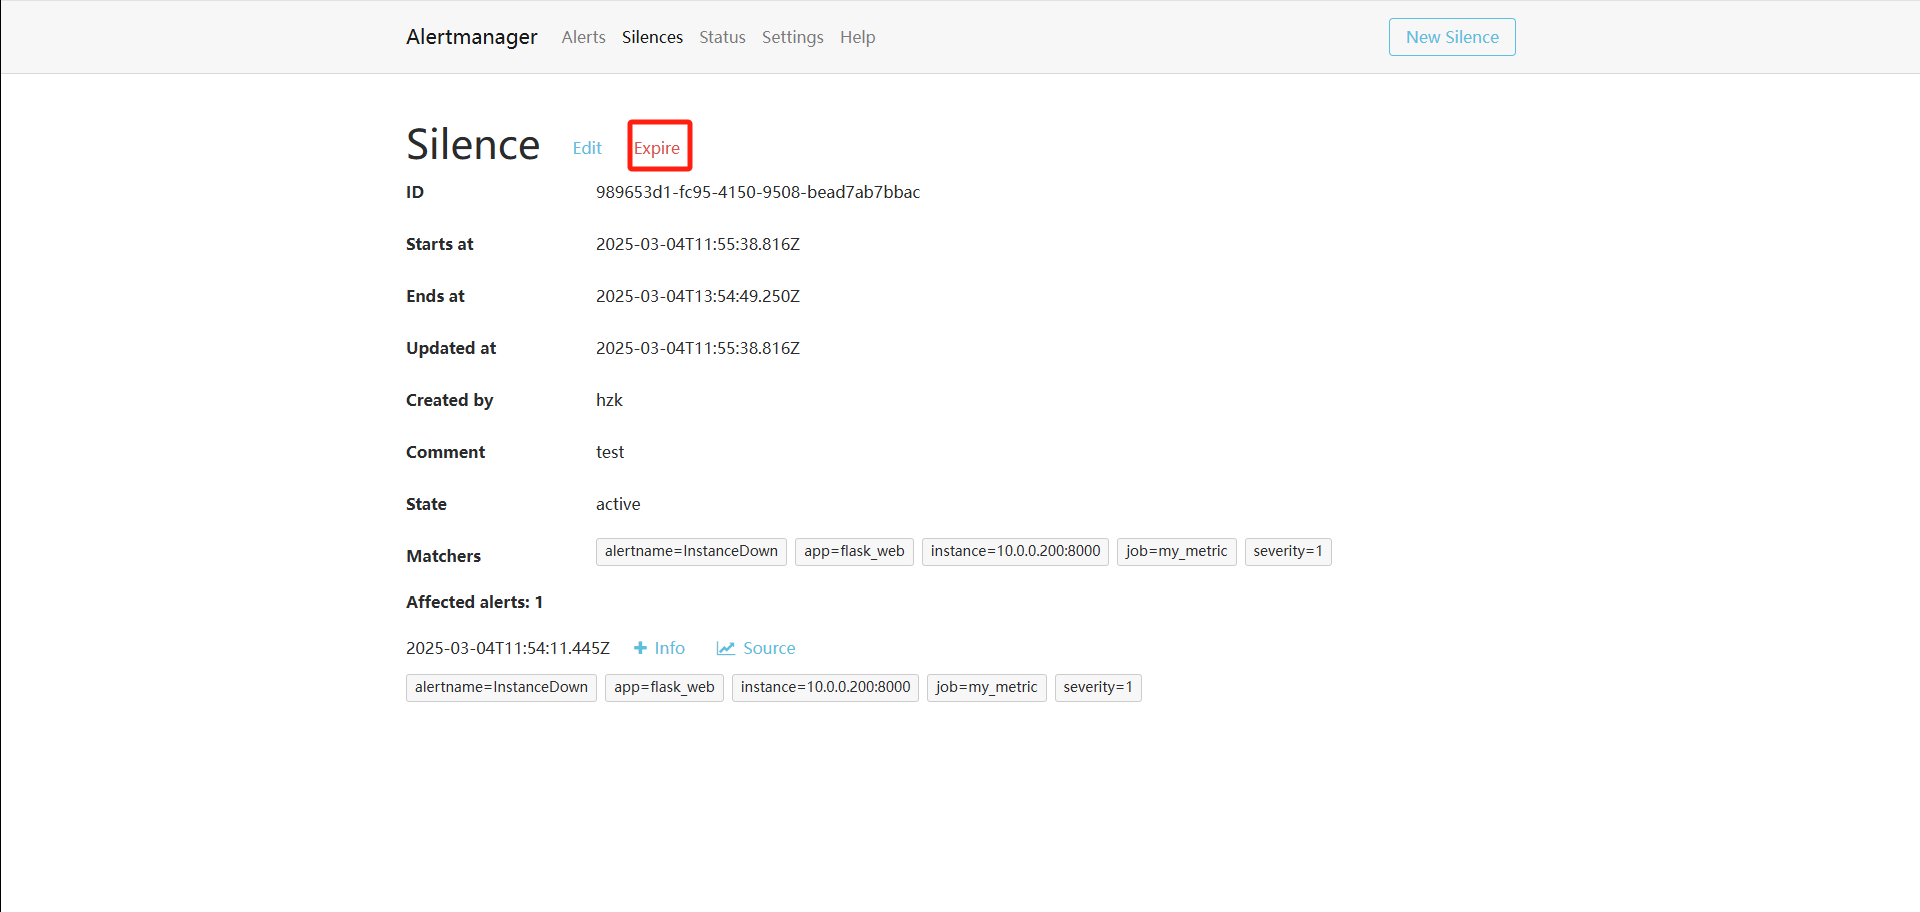 Alertmanager Alerts Silences Status Settings Help New Silence
Silence Edit Expire
ID 989653d1-fc95-4150-9508-bead7ab7bbac
Starts at 2025-03-04T11:55:38.816Z
Ends at 2025-03-04T13:54:49.250Z
Updated at 2025-03-04T11:55:38.816Z
Created by hzk
Comment test
State active
Matchers alertname=InstanceDown app=flask_web instance=10.0.0.200:8000 job=my_metric severity=1
Affected alerts: 1
2025-03-04T11:54:11.445Z Info Source
alertname=InstanceDown app=flask_web instance=10.0.0.200:8000 job=my_metric severity=1